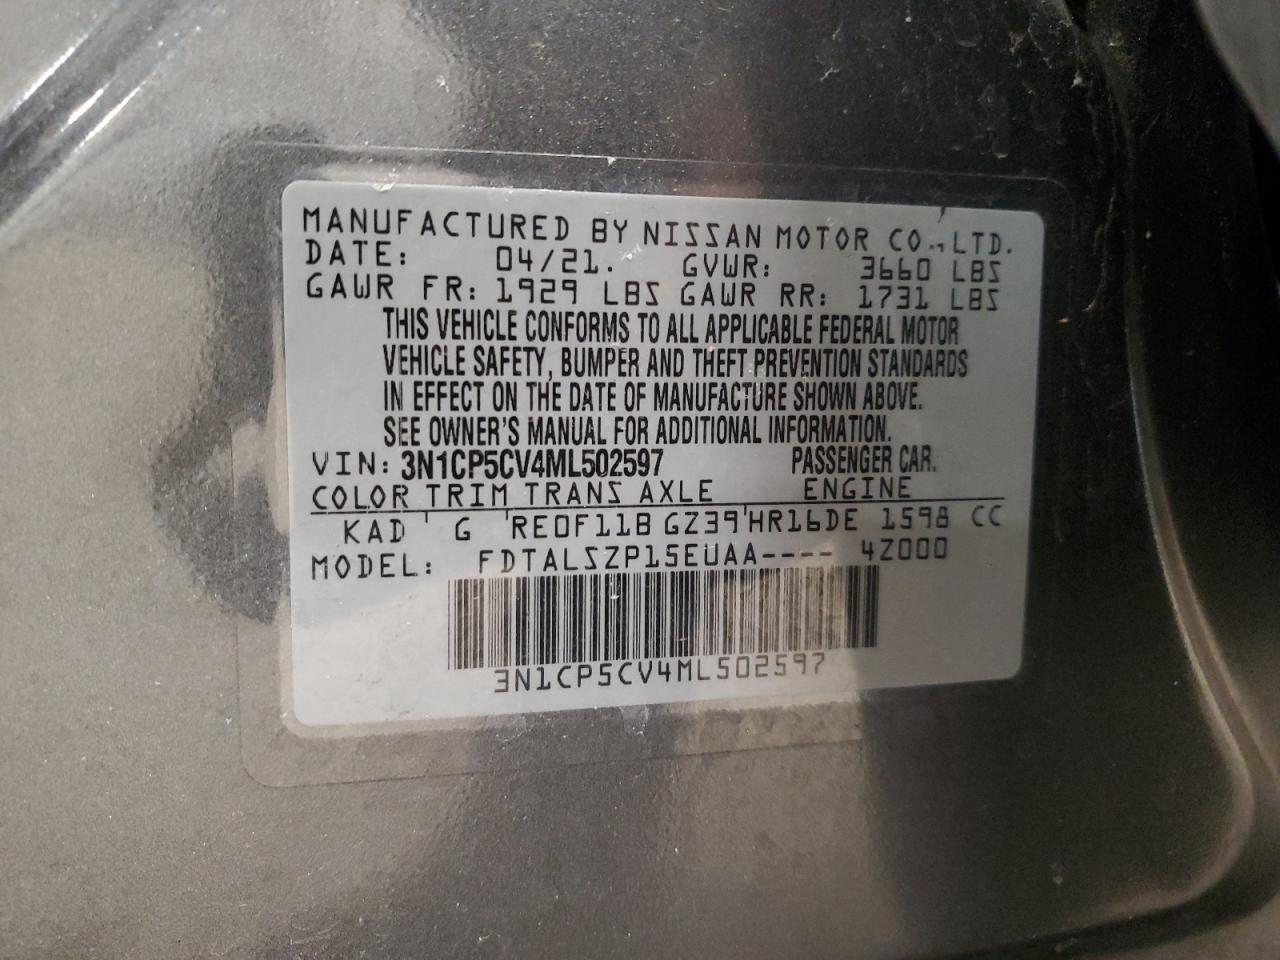 MANUFACTURED BY NISSAN MOTOR CO., LTD.
DATE: 04/21. GVWR: 3660 LBS
GAWR FR: 1929 LBS GAWR RR: 1731 LBS
THIS VEHICLE CONFORMS TO ALL APPLICABLE FEDERAL MOTOR
VEHICLE SAFETY, BUMPER AND THEFT PREVENTION STANDARDS
IN EFFECT ON THE DATE OF MANUFACTURE SHOWN ABOVE.
SEE OWNER'S MANUAL FOR ADDITIONAL INFORMATION.
VIN: 3N1CP5CV4ML502597 PASSENGER CAR.
COLOR TRIM TRANS AXLE ENGINE
KAD ' G ' RE0F11B GZ39 ' HR16DE 1598 CC
MODEL: FDTALSZP15EUAA---- 4Z000
3N1CP5CV4ML502597